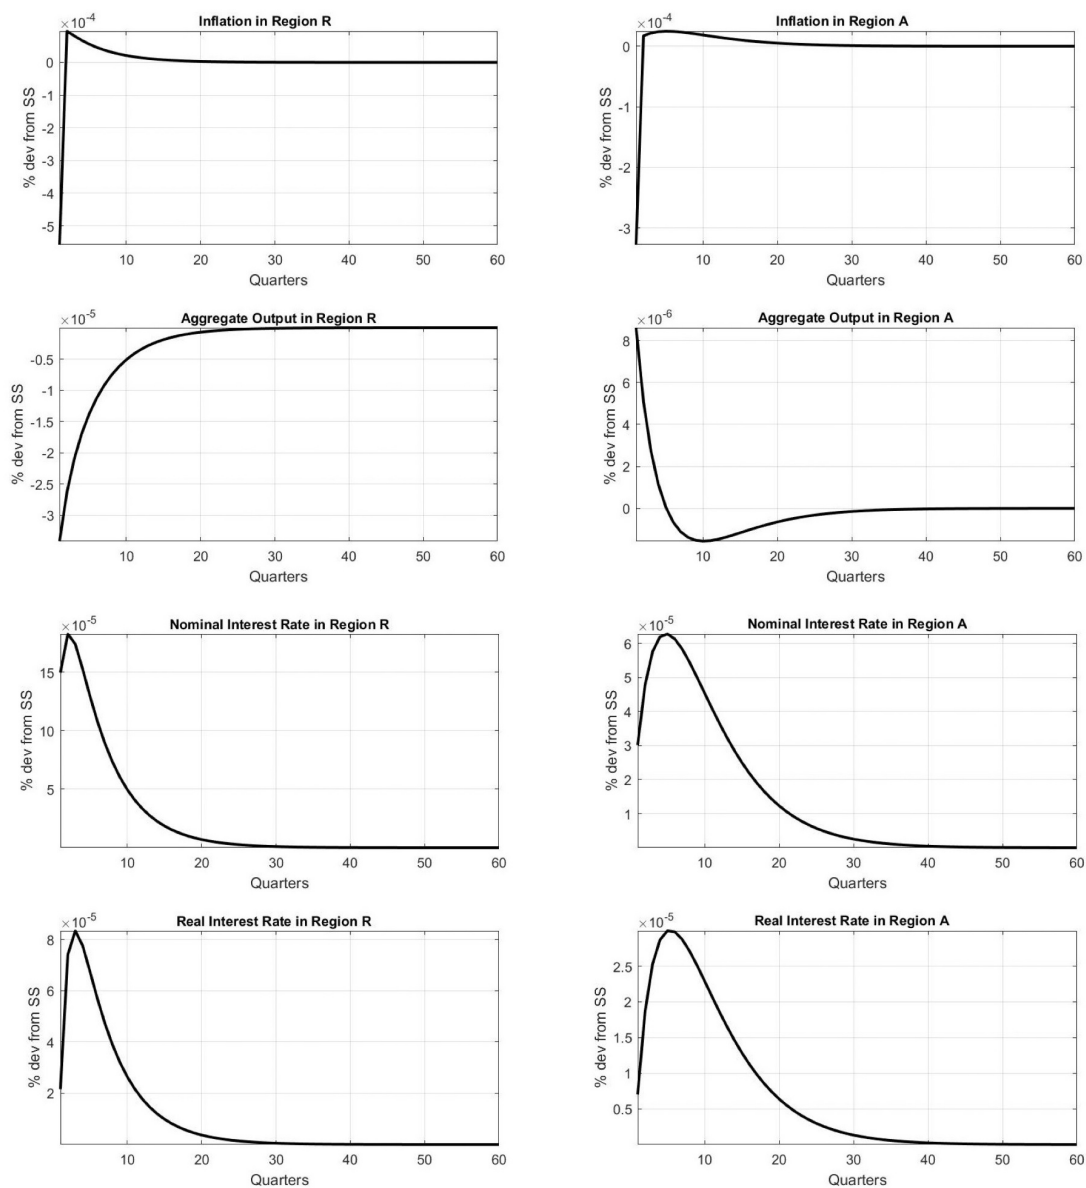 ×10⁻⁴ Inflation in Region R
0
-1
-2
-3
-4
-5
% dev from SS
10 20 30 40 50 60
Quarters
×10⁻⁴ Inflation in Region A
0
-1
-2
-3
% dev from SS
10 20 30 40 50 60
Quarters
×10⁻⁵ Aggregate Output in Region R
-0.5
-1
-1.5
-2
-2.5
-3
% dev from SS
10 20 30 40 50 60
Quarters
×10⁻⁶ Aggregate Output in Region A
8
6
4
2
0
% dev from SS
10 20 30 40 50 60
Quarters
×10⁻⁵ Nominal Interest Rate in Region R
15
10
5
% dev from SS
10 20 30 40 50 60
Quarters
×10⁻⁵ Nominal Interest Rate in Region A
6
5
4
3
2
1
% dev from SS
10 20 30 40 50 60
Quarters
×10⁻⁵ Real Interest Rate in Region R
8
6
4
2
% dev from SS
10 20 30 40 50 60
Quarters
×10⁻⁵ Real Interest Rate in Region A
2.5
2
1.5
1
0.5
% dev from SS
10 20 30 40 50 60
Quarters